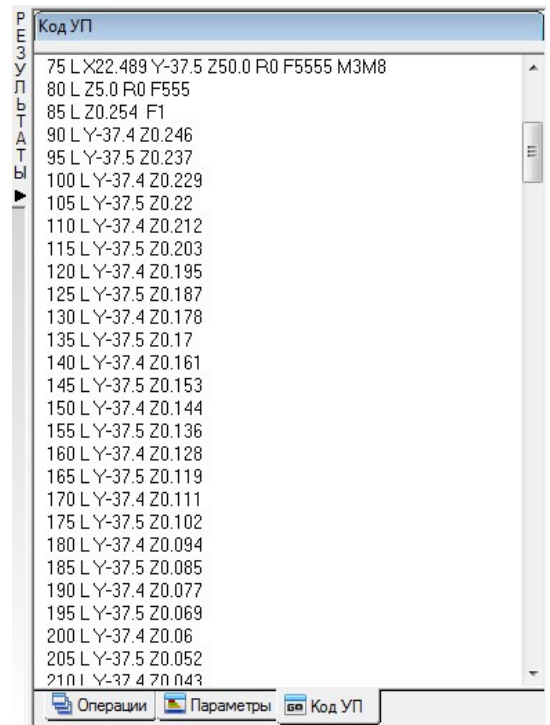 РЕЗУЛЬТАТЫ
Код УП
75 L X22.489 Y-37.5 Z50.0 R0 F5555 M3M8
80 L Z5.0 R0 F555
85 L Z0.254 F1
90 L Y-37.4 Z0.246
95 L Y-37.5 Z0.237
100 L Y-37.4 Z0.229
105 L Y-37.5 Z0.22
110 L Y-37.4 Z0.212
115 L Y-37.5 Z0.203
120 L Y-37.4 Z0.195
125 L Y-37.5 Z0.187
130 L Y-37.4 Z0.178
135 L Y-37.5 Z0.17
140 L Y-37.4 Z0.161
145 L Y-37.5 Z0.153
150 L Y-37.4 Z0.144
155 L Y-37.5 Z0.136
160 L Y-37.4 Z0.128
165 L Y-37.5 Z0.119
170 L Y-37.4 Z0.111
175 L Y-37.5 Z0.102
180 L Y-37.4 Z0.094
185 L Y-37.5 Z0.085
190 L Y-37.4 Z0.077
195 L Y-37.5 Z0.069
200 L Y-37.4 Z0.06
205 L Y-37.5 Z0.052
210 L Y-37.4 Z0.043
Операции Параметры GO Код УП